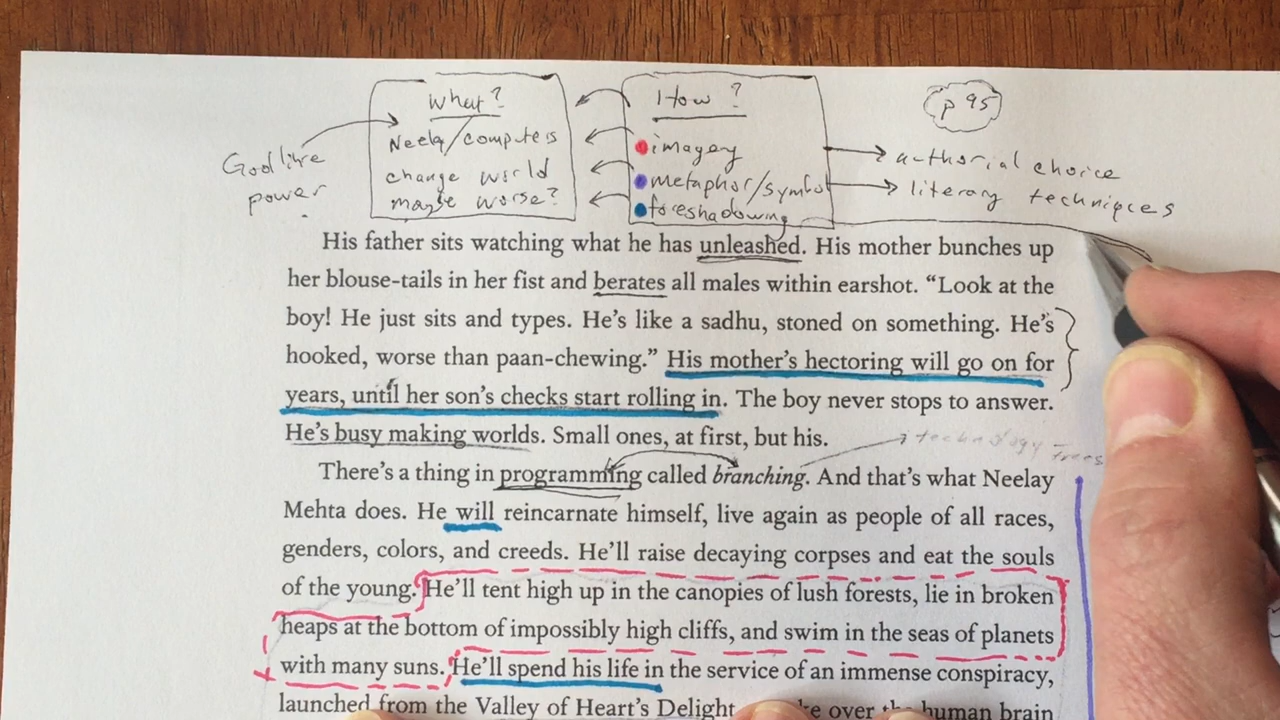 What?
Neelay/computers
change world
maybe worse?
Godlike
power
How?
imagery
metaphor/symbol
foreshadowing
p 95
authorial choice
literary techniques
His father sits watching what he has unleashed. His mother bunches up
her blouse-tails in her fist and berates all males within earshot. “Look at the
boy! He just sits and types. He’s like a sadhu, stoned on something. He’s
hooked, worse than paan-chewing.” His mother’s hectoring will go on for
years, until her son’s checks start rolling in. The boy never stops to answer.
He’s busy making worlds. Small ones, at first, but his.
technology – trees
There’s a thing in programming called branching. And that’s what Neelay
Mehta does. He will reincarnate himself, live again as people of all races,
genders, colors, and creeds. He’ll raise decaying corpses and eat the souls
of the young. He’ll tent high up in the canopies of lush forests, lie in broken
heaps at the bottom of impossibly high cliffs, and swim in the seas of planets
with many suns. He’ll spend his life in the service of an immense conspiracy,
launched from the Valley of Heart’s Delight over human brain